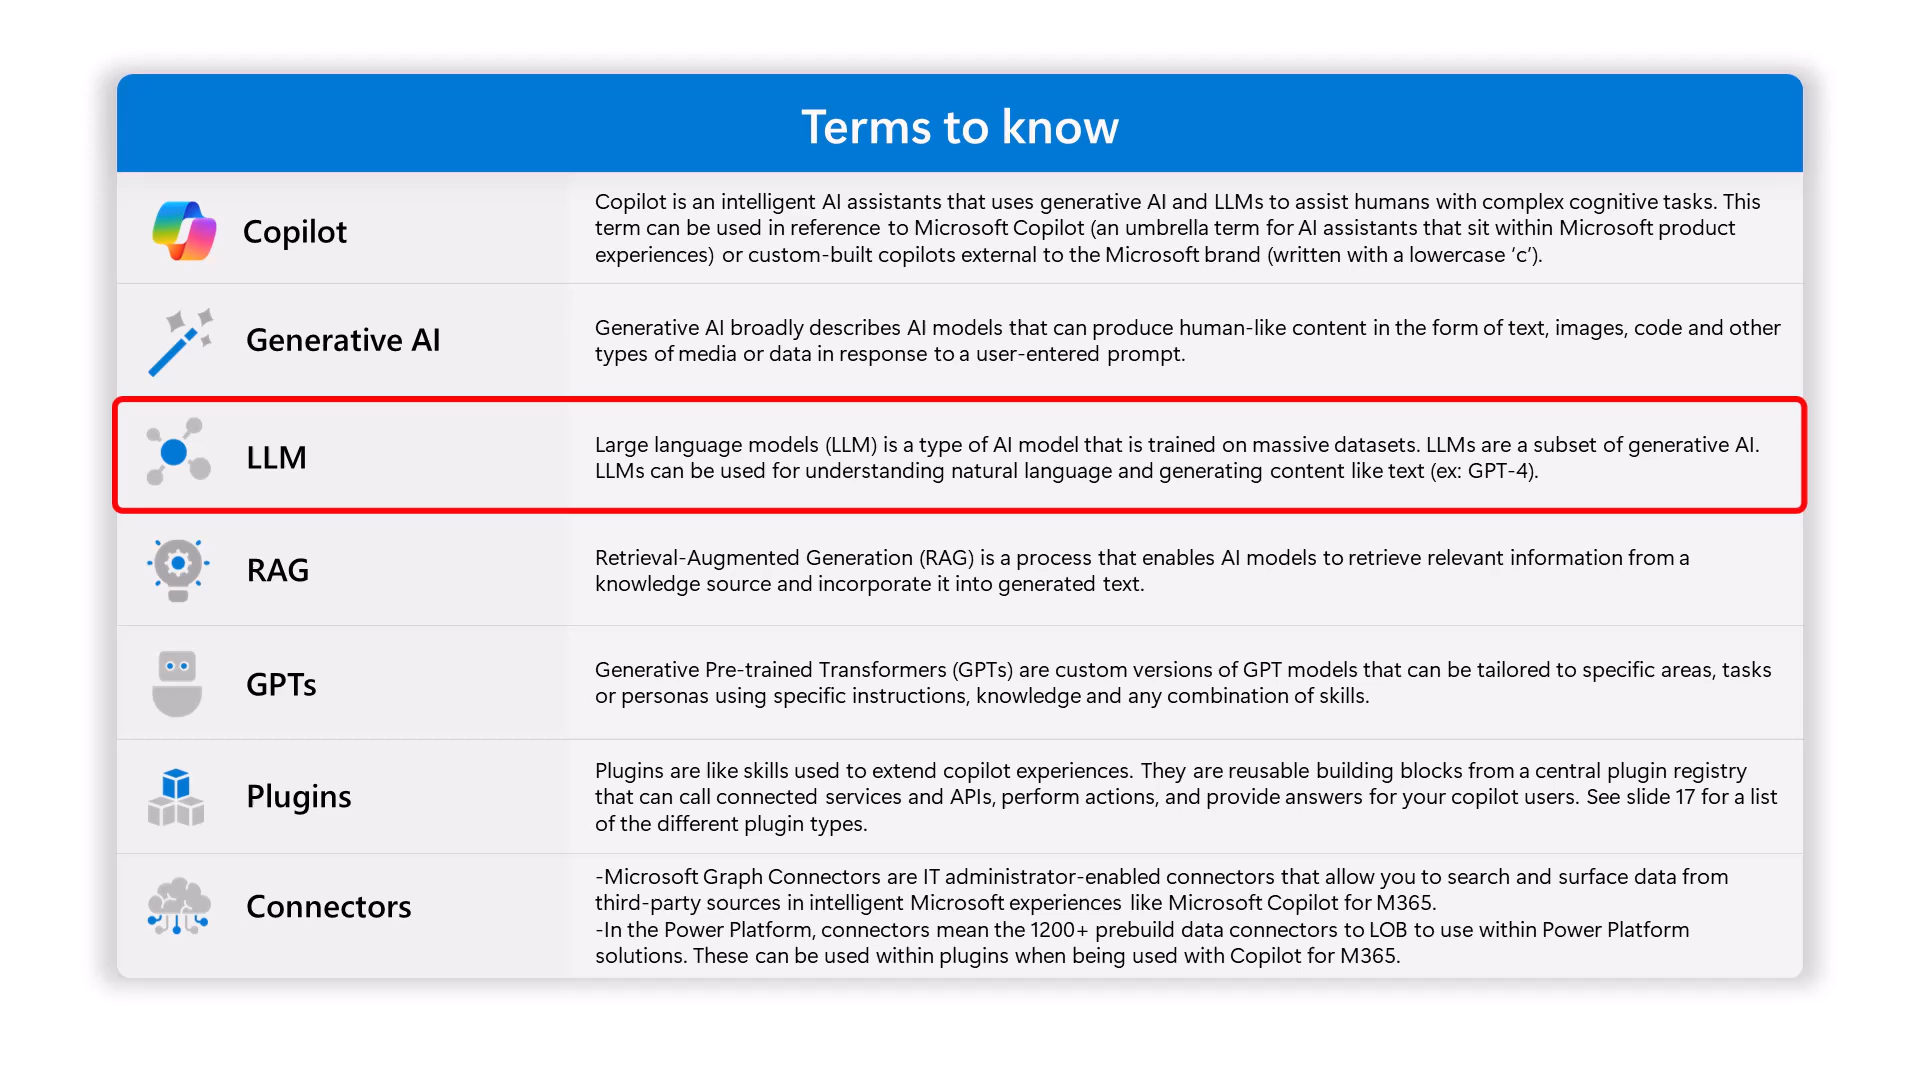 Terms to know
Copilot
Copilot is an intelligent AI assistants that uses generative AI and LLMs to assist humans with complex cognitive tasks. This
term can be used in reference to Microsoft Copilot (an umbrella term for AI assistants that sit within Microsoft product
experiences) or custom-built copilots external to the Microsoft brand (written with a lowercase ‘c’).
Generative AI
Generative AI broadly describes AI models that can produce human-like content in the form of text, images, code and other
types of media or data in response to a user-entered prompt.
LLM
Large language models (LLM) is a type of AI model that is trained on massive datasets. LLMs are a subset of generative AI.
LLMs can be used for understanding natural language and generating content like text (ex: GPT-4).
RAG
Retrieval-Augmented Generation (RAG) is a process that enables AI models to retrieve relevant information from a
knowledge source and incorporate it into generated text.
GPTs
Generative Pre-trained Transformers (GPTs) are custom versions of GPT models that can be tailored to specific areas, tasks
or personas using specific instructions, knowledge and any combination of skills.
Plugins
Plugins are like skills used to extend copilot experiences. They are reusable building blocks from a central plugin registry
that can call connected services and APIs, perform actions, and provide answers for your copilot users. See slide 17 for a list
of the different plugin types.
Connectors
-Microsoft Graph Connectors are IT administrator-enabled connectors that allow you to search and surface data from
third-party sources in intelligent Microsoft experiences like Microsoft Copilot for M365.
-In the Power Platform, connectors mean the 1200+ prebuild data connectors to LOB to use within Power Platform
solutions. These can be used within plugins when being used with Copilot for M365.